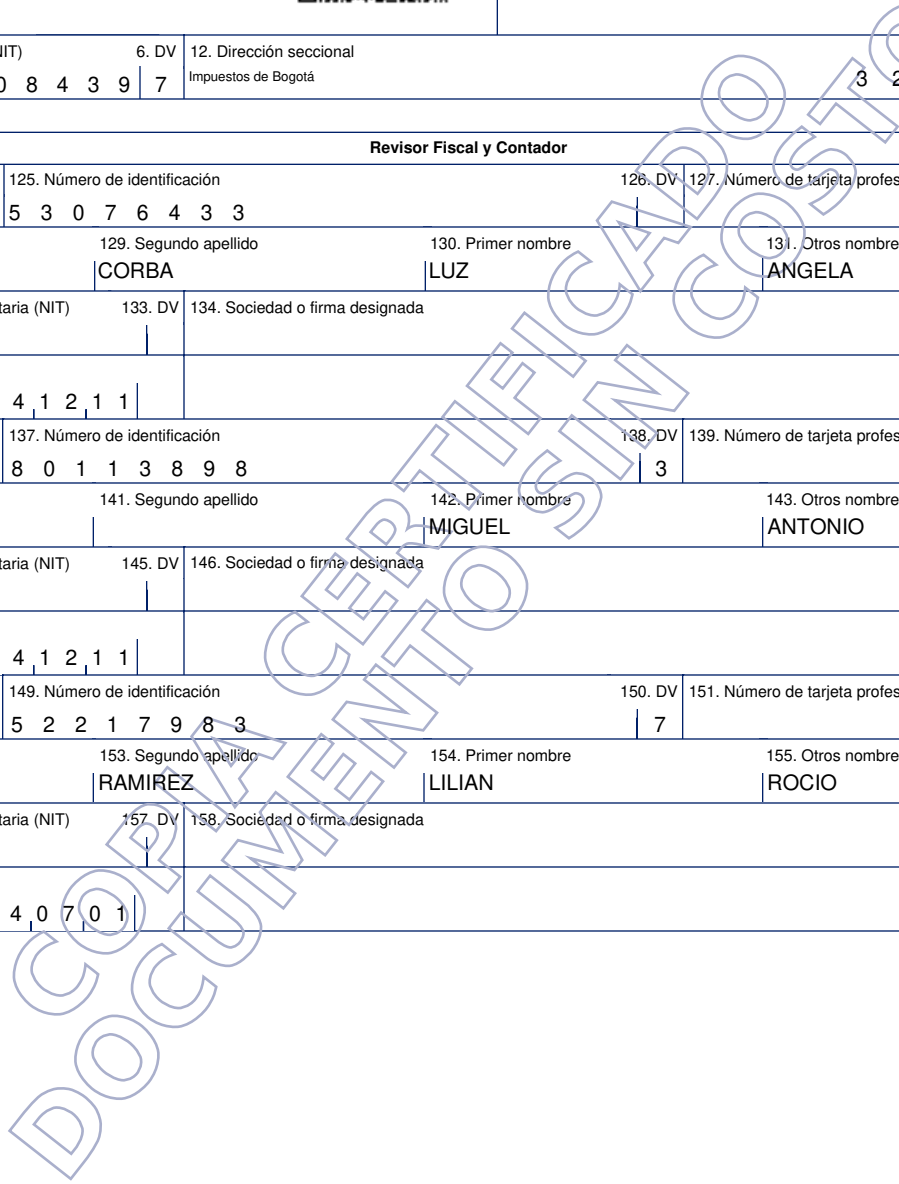 NIT) 6. DV 12. Dirección seccional
0 8 4 3 9 7 Impuestos de Bogotá 3 2
Revisor Fiscal y Contador
125. Número de identificación 126. DV 127. Número de tarjeta profes
5 3 0 7 6 4 3 3
129. Segundo apellido 130. Primer nombre 131. Otros nombre
CORBA LUZ ANGELA
taria (NIT) 133. DV 134. Sociedad o firma designada
4 1 2 1 1
137. Número de identificación 138. DV 139. Número de tarjeta profes
8 0 1 1 3 8 9 8 3
141. Segundo apellido 142. Primer nombre 143. Otros nombre
MIGUEL ANTONIO
taria (NIT) 145. DV 146. Sociedad o firma designada
4 1 2 1 1
149. Número de identificación 150. DV 151. Número de tarjeta profes
5 2 2 1 7 9 8 3 7
153. Segundo apellido 154. Primer nombre 155. Otros nombre
RAMIREZ LILIAN ROCIO
taria (NIT) 157. DV 158. Sociedad o firma designada
4 0 7 0 1
COPIA CERTIFICADO
DOCUMENTO SIN COSTO